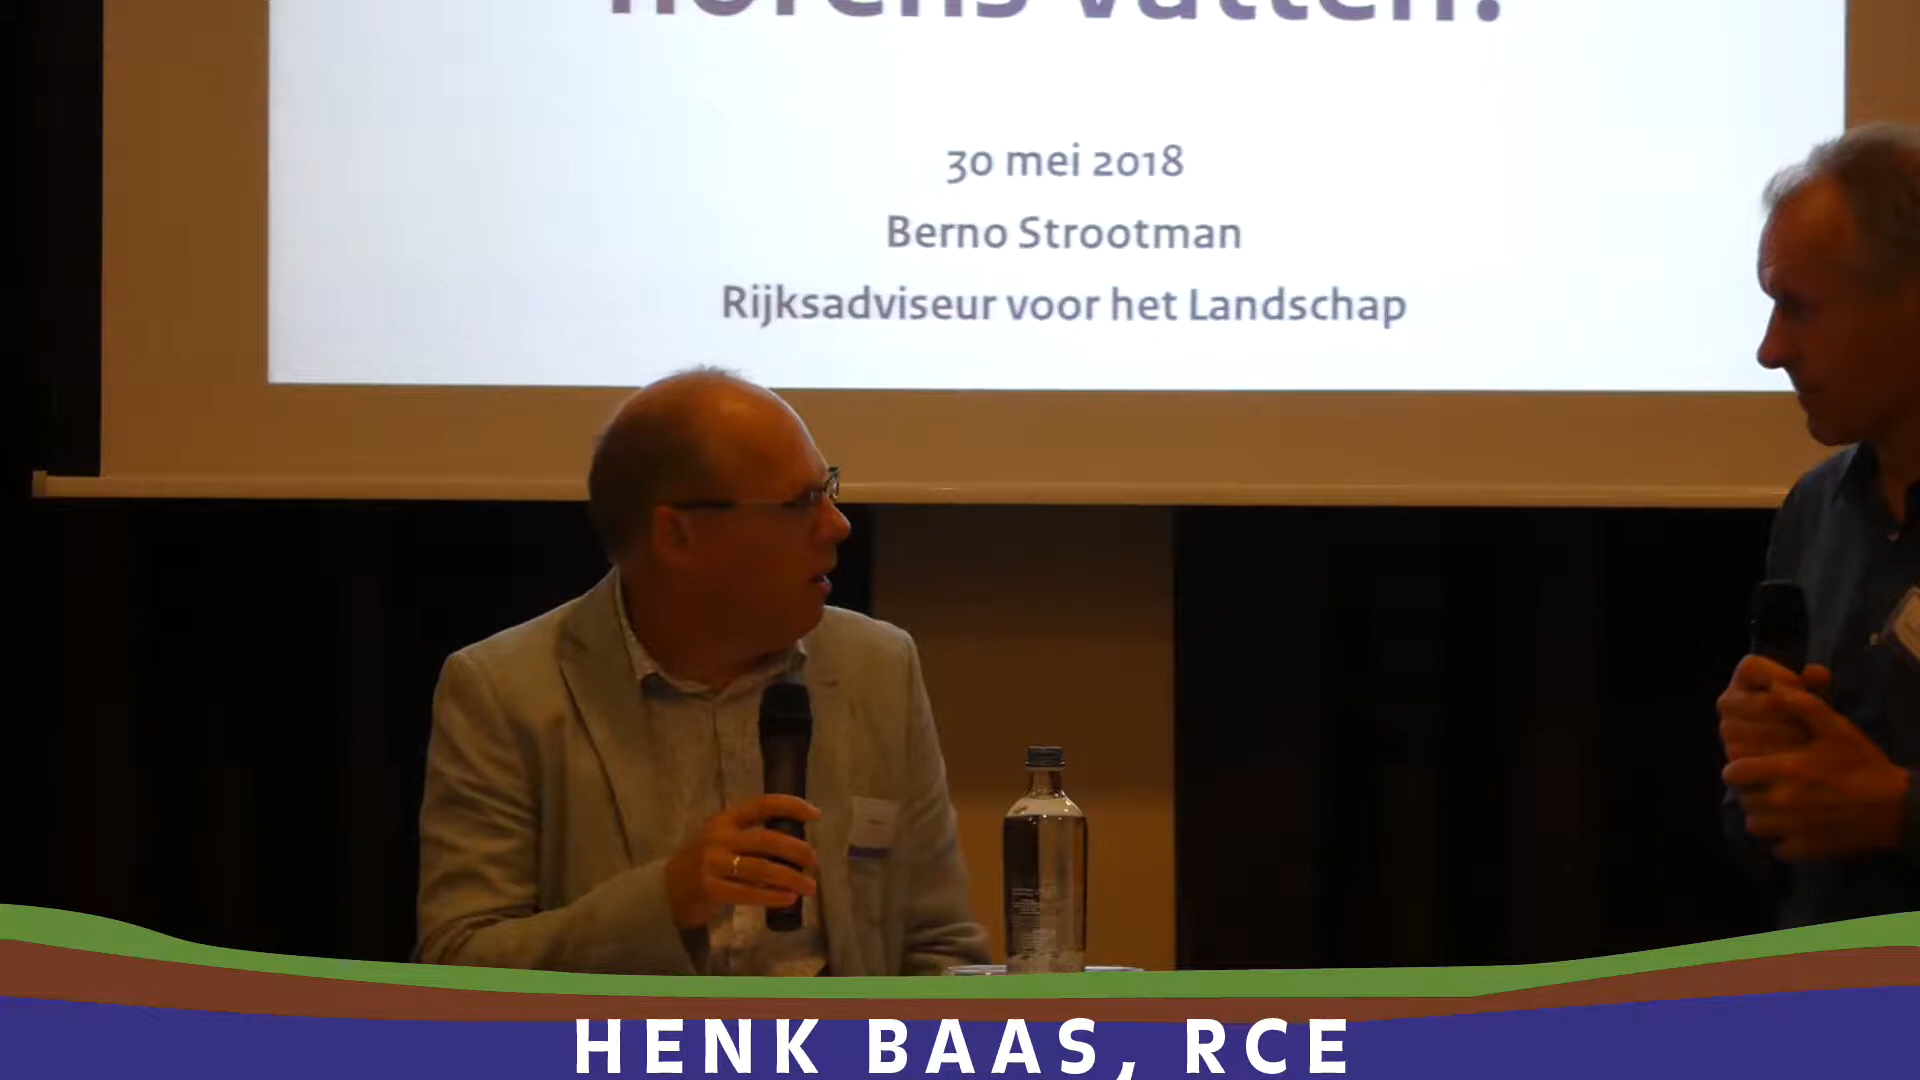 30 mei 2018
Berno Strootman
Rijksadviseur voor het Landschap
HENK BAAS, RCE